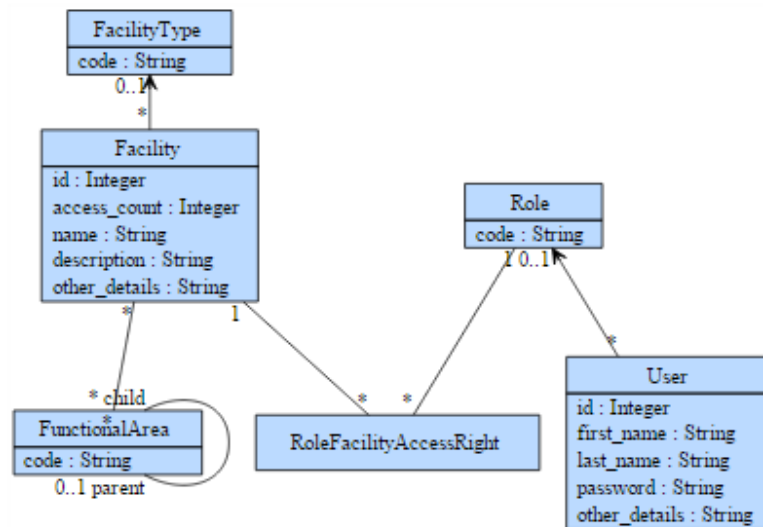 FacilityType
code : String
0..1
*
Facility
id : Integer
access_count : Integer
name : String
description : String
other_details : String
*
1
Role
code : String
1 0..1
*
User
id : Integer
first_name : String
last_name : String
password : String
other_details : String
* child
*
FunctionalArea
code : String
0..1 parent
*
*
RoleFacilityAccessRight